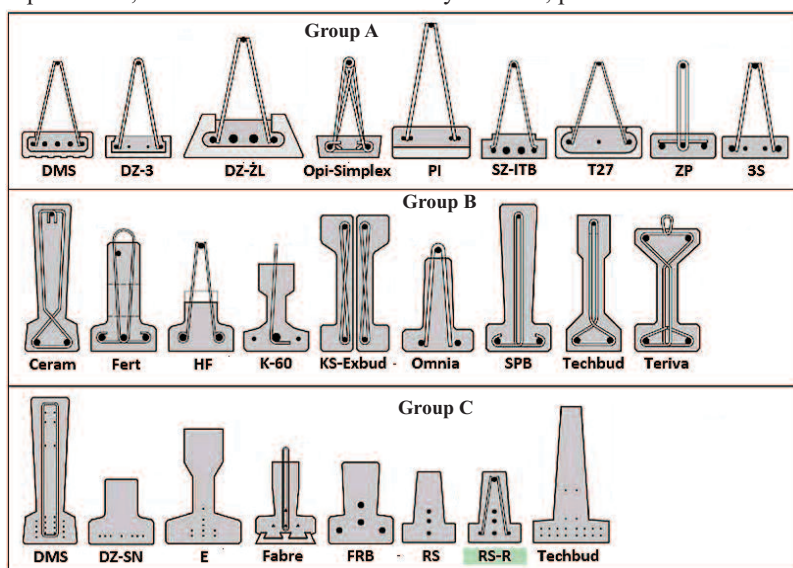 Group A
DMS DZ-3 DZ-ŻL Opi-Simplex PI SZ-ITB T27 ZP 3S
Group B
Ceram Fert HF K-60 KS-Exbud Omnia SPB Techbud Teriva
Group C
DMS DZ-SN E Fabre FRB RS RS-R Techbud